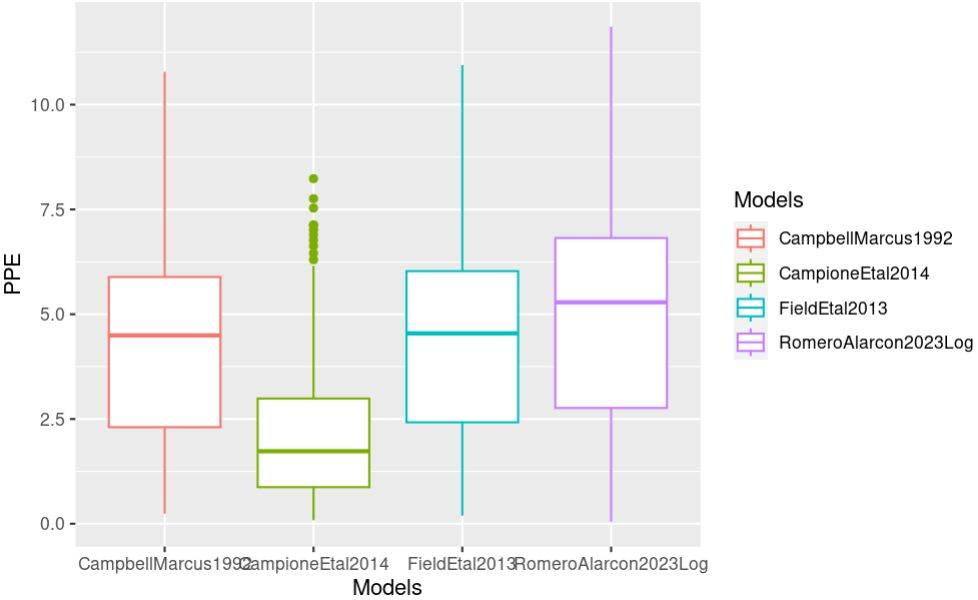 PPE
10.0
7.5
5.0
2.5
0.0
CampbellMarcus1992
CampioneEtal2014
FieldEtal2013
RomeroAlarcon2023Log
Models
Models
CampbellMarcus1992
CampioneEtal2014
FieldEtal2013
RomeroAlarcon2023Log